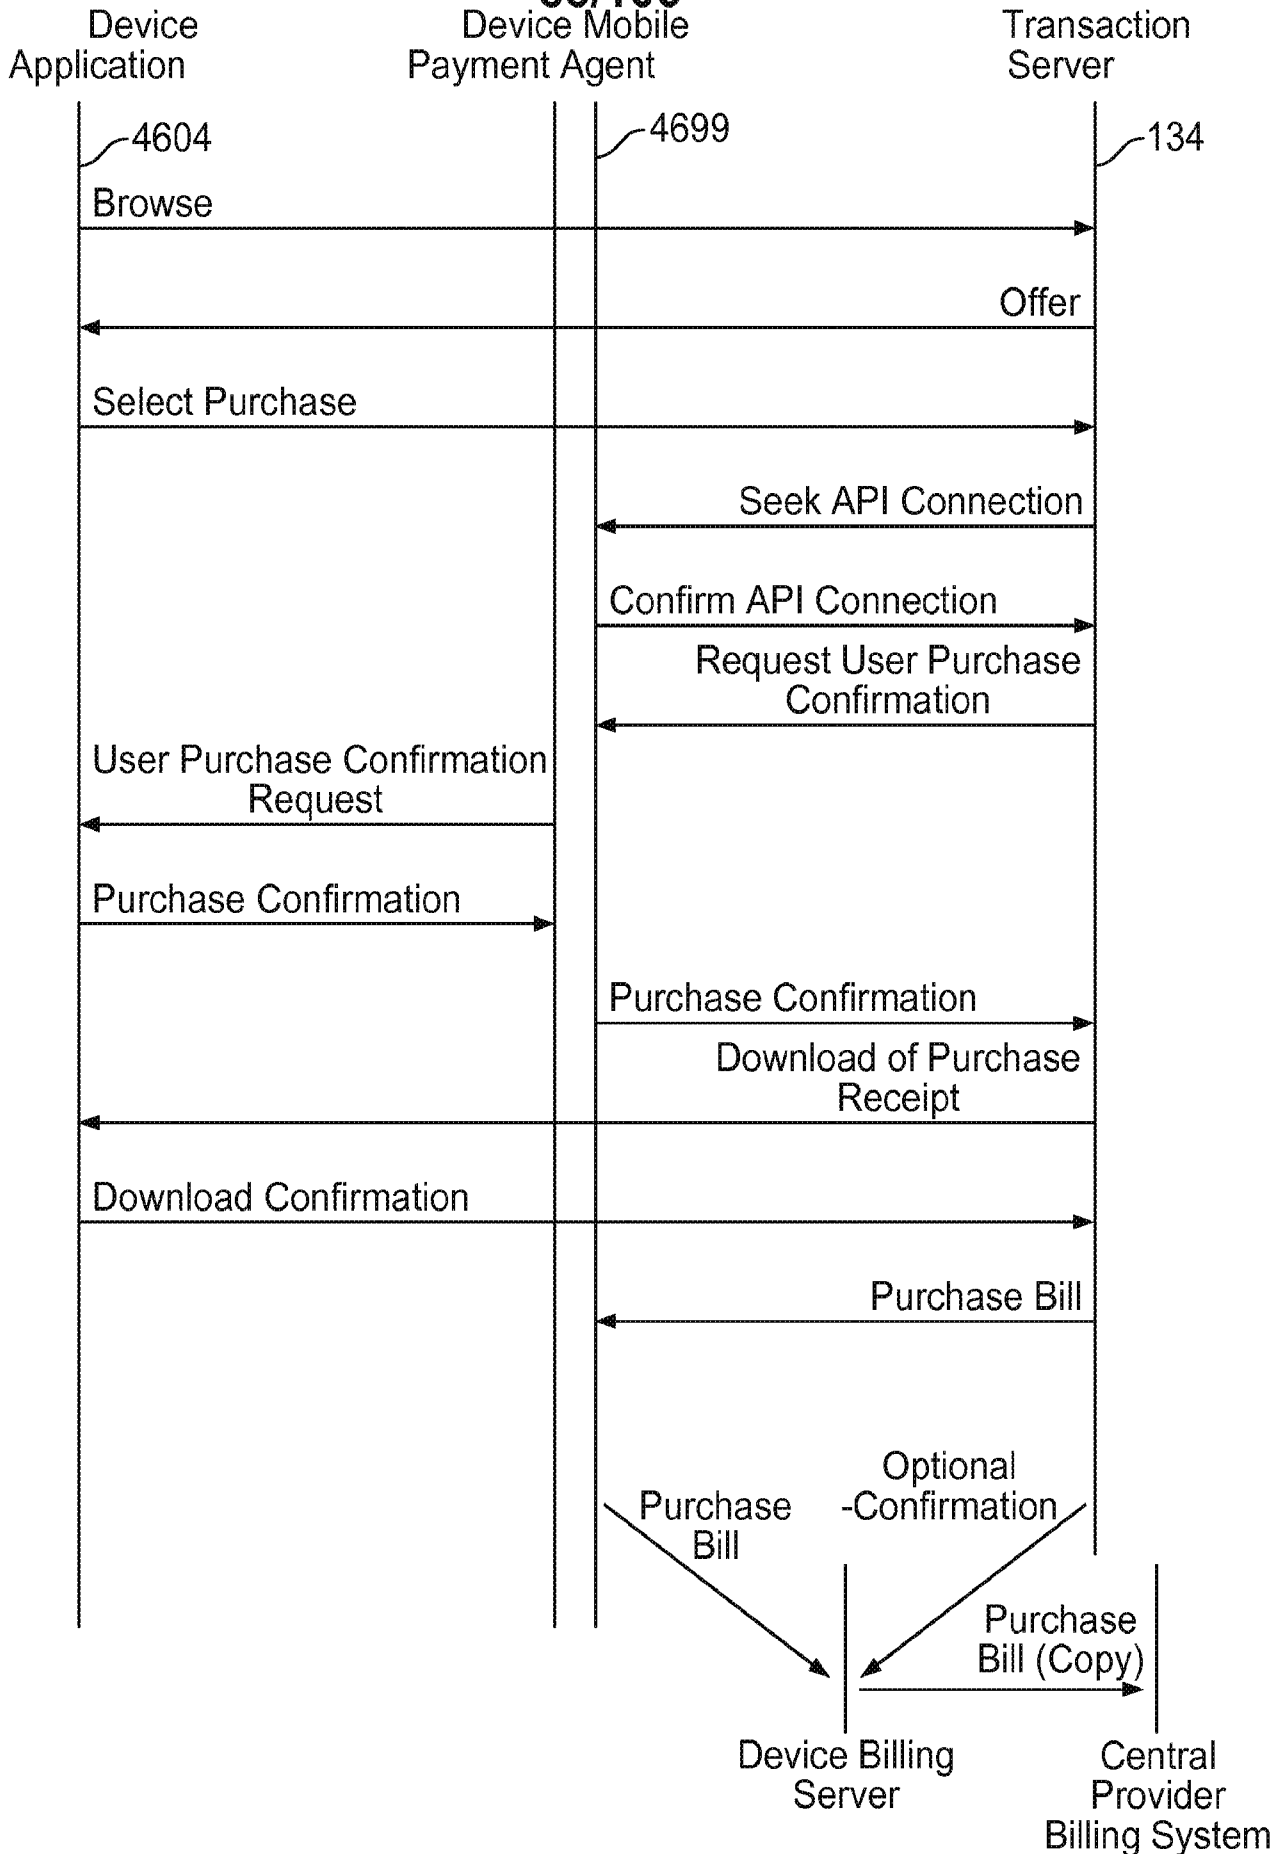 Device
Application
Device Mobile
Payment Agent
Transaction
Server
4604
4699
134
Browse
Offer
Select Purchase
Seek API Connection
Confirm API Connection
Request User Purchase
Confirmation
User Purchase Confirmation
Request
Purchase Confirmation
Purchase Confirmation
Download of Purchase
Receipt
Download Confirmation
Purchase Bill
Optional
-Confirmation
Purchase
Bill
Purchase
Bill (Copy)
Device Billing
Server
Central
Provider
Billing System